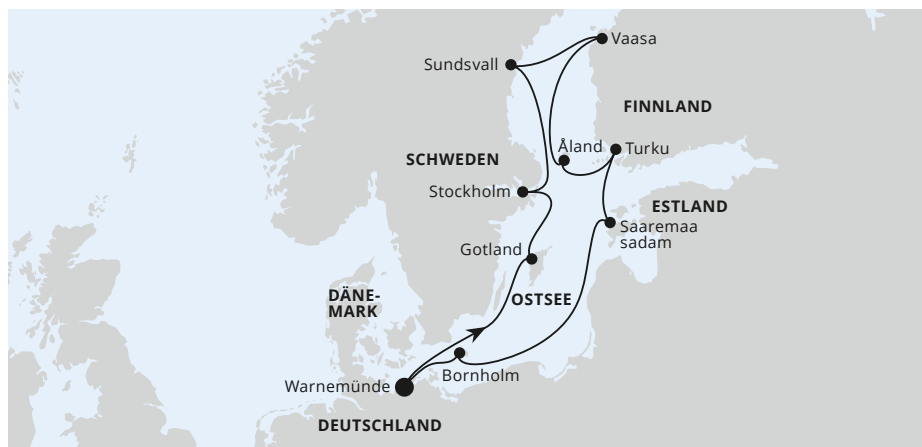 Vaasa
Sundsvall
FINNLAND
Åland
Turku
SCHWEDEN
Stockholm
ESTLAND
Saaremaa
sadam
Gotland
DÄNE-
MARK
OSTSEE
Bornholm
Warnemünde
DEUTSCHLAND